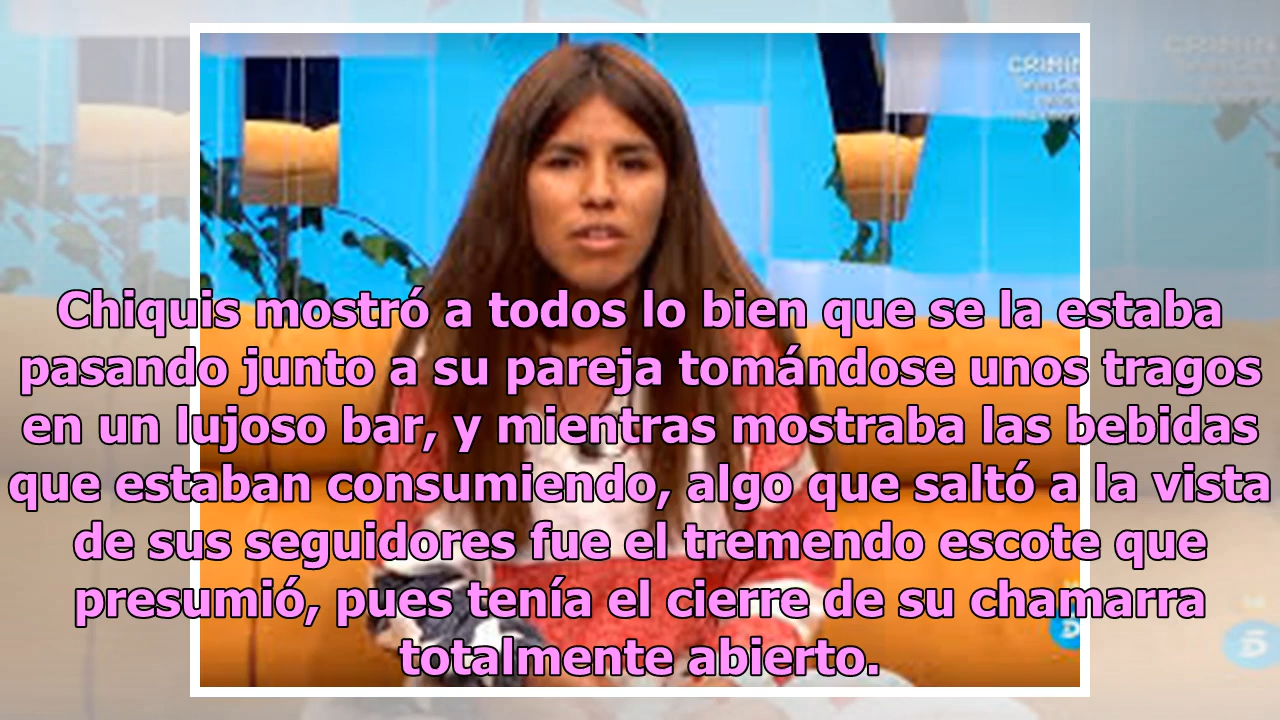 CRIMIN
Chiquis mostró a todos lo bien que se la estaba
pasando junto a su pareja tomándose unos tragos
en un lujoso bar, y mientras mostraba las bebidas
que estaban consumiendo, algo que saltó a la vista
de sus seguidores fue el tremendo escote que
presumió, pues tenía el cierre de su chamarra
totalmente abierto.